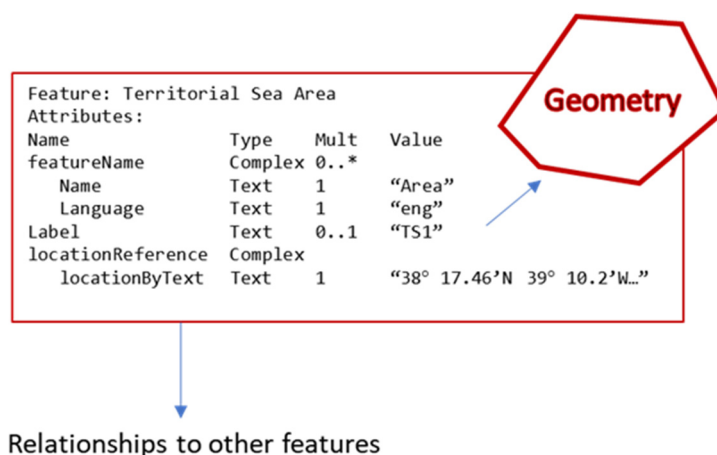 Feature: Territorial Sea Area
Attributes:
Name Type Mult Value
featureName Complex 0..*
Name Text 1 “Area”
Language Text 1 “eng”
Label Text 0..1 “TS1”
locationReference Complex
locationByText Text 1 “38° 17.46’N 39° 10.2’W…”
Geometry
Relationships to other features